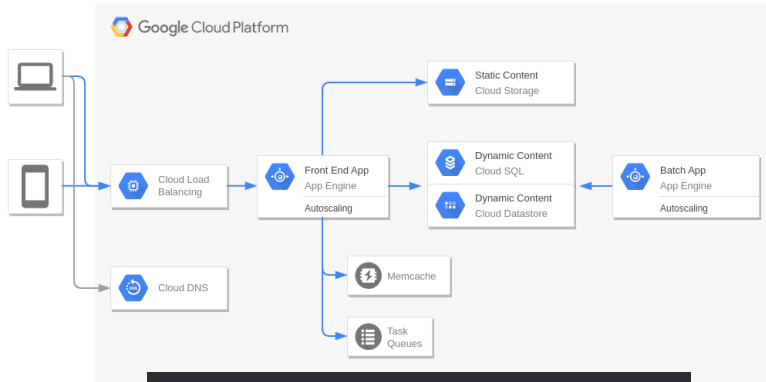 Google Cloud Platform
Static Content
Cloud Storage
Cloud Load
Balancing
Front End App
App Engine
Autoscaling
Dynamic Content
Cloud SQL
Dynamic Content
Cloud Datastore
Batch App
App Engine
Autoscaling
Memcache
Cloud DNS
Task
Queues